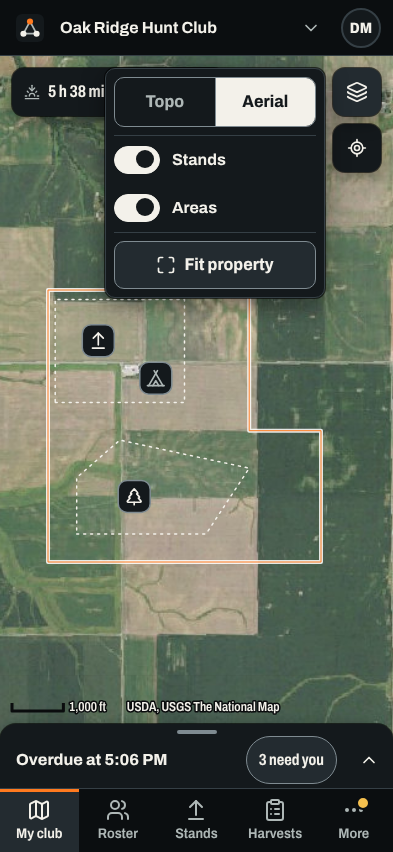 Oak Ridge Hunt Club
DM
5 h 38 mi
Topo
Aerial
Stands
Areas
Fit property
1,000 ft
USDA, USGS The National Map
Overdue at 5:06 PM
3 need you
My club
Roster
Stands
Harvests
More